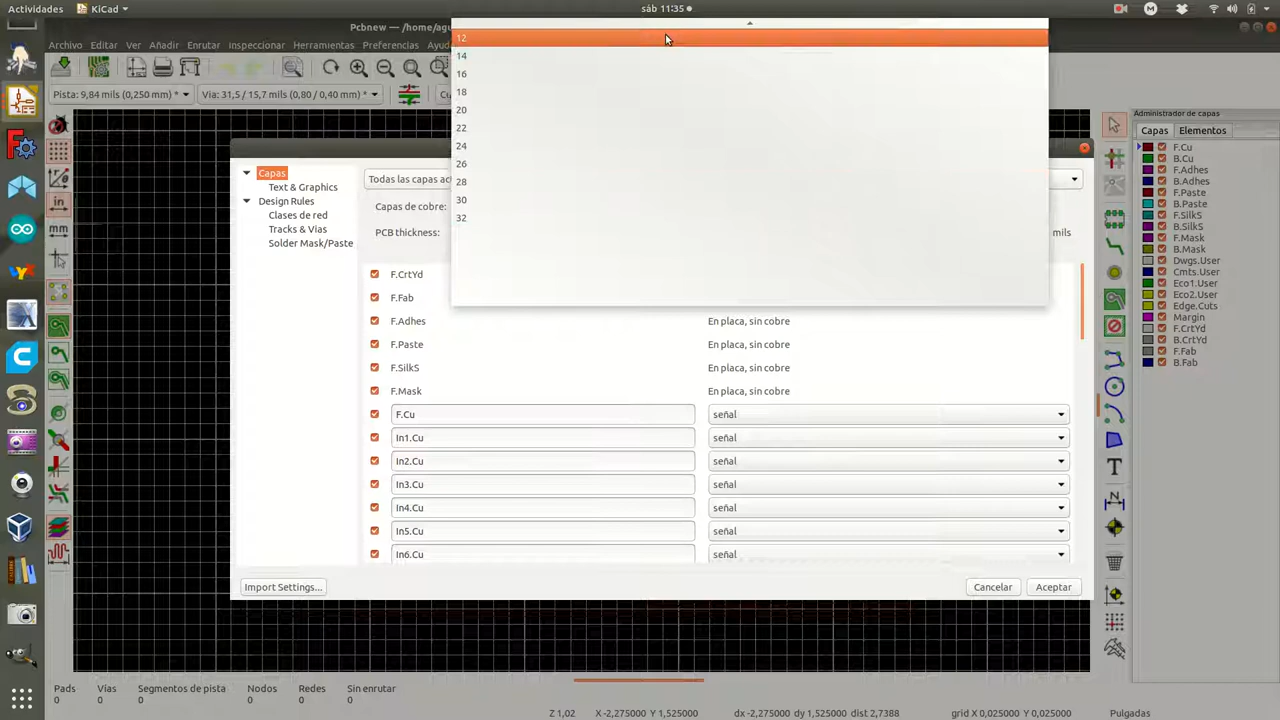 Actividades
KiCad
sáb 11:35
Pcbnew — /home/agu
Archivo Editar Ver Añadir Enrutar Inspeccionar Herramientas Preferencias Ayud
Pista: 9,84 mils (0,250 mm) *
Via: 31,5 / 15,7 mils (0,80 / 0,40 mm) *
12
14
16
18
20
22
24
26
28
30
32
Capas
Text & Graphics
Design Rules
Clases de red
Tracks & Vias
Solder Mask/Paste
Todas las capas act
Capas de cobre:
PCB thickness:
mils
F.CrtYd
F.Fab
F.Adhes En placa, sin cobre
F.Paste En placa, sin cobre
F.SilkS En placa, sin cobre
F.Mask En placa, sin cobre
F.Cu señal
In1.Cu señal
In2.Cu señal
In3.Cu señal
In4.Cu señal
In5.Cu señal
In6.Cu señal
Import Settings...
Cancelar
Aceptar
in
mm
Administrador de capas
Capas Elementos
F.Cu
B.Cu
F.Adhes
B.Adhes
F.Paste
B.Paste
F.SilkS
B.SilkS
F.Mask
B.Mask
Dwgs.User
Cmts.User
Eco1.User
Eco2.User
Edge.Cuts
Margin
F.CrtYd
B.CrtYd
F.Fab
B.Fab
Pads Vías Segmentos de pista Nodos Redes Sin enrutar
0 0 0 0 0 0
Z 1,02
X -2,275000 Y 1,525000
dx -2,275000 dy 1,525000 dist 2,7388
grid X 0,025000 Y 0,025000
Pulgadas